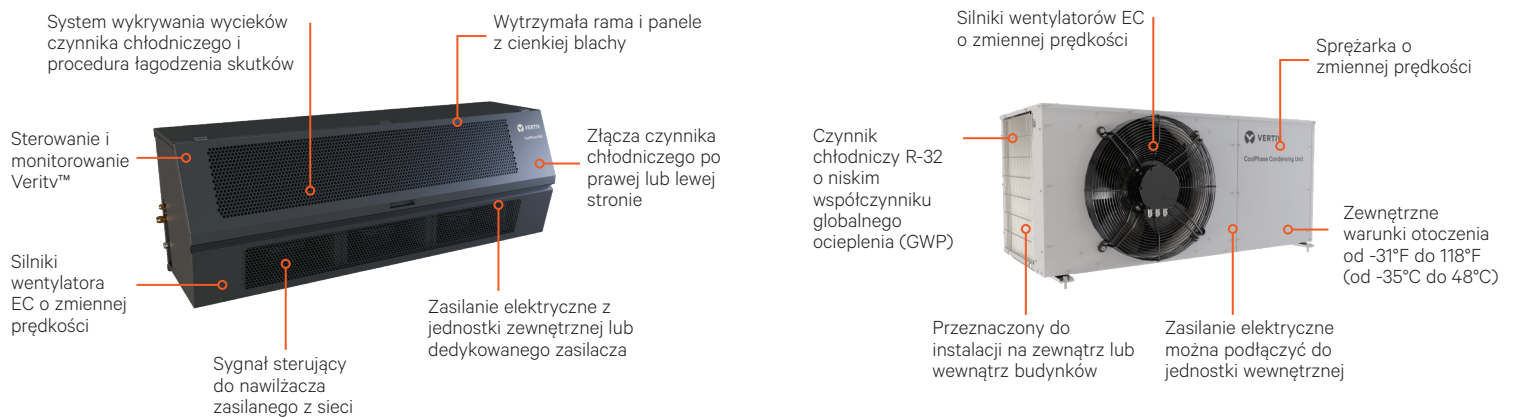 System wykrywania wycieków
czynnika chłodniczego i
procedura łagodzenia skutków
Wytrzymała rama i panele
z cienkiej blachy
Sterowanie i
monitorowanie
Veritv™
Złącza czynnika
chłodniczego po
prawej lub lewej
stronie
VERTIV
Silniki
wentylatora
EC o zmiennej
prędkości
Sygnał sterujący
do nawilżacza
zasilanego z sieci
Zasilanie elektryczne z
jednostki zewnętrznej lub
dedykowanego zasilacza
Silniki wentylatorów EC
o zmiennej prędkości
Sprężarka o
zmiennej prędkości
Czynnik
chłodniczy R-32
o niskim
współczynniku
globalnego
ocieplenia (GWP)
VERTIV
CoolPhase Condensing Unit
Zewnętrzne
warunki otoczenia
od -31°F do 118°F
(od -35°C do 48°C)
Przeznaczony do
instalacji na zewnątrz lub
wewnątrz budynków
Zasilanie elektryczne
można podłączyć do
jednostki wewnętrznej